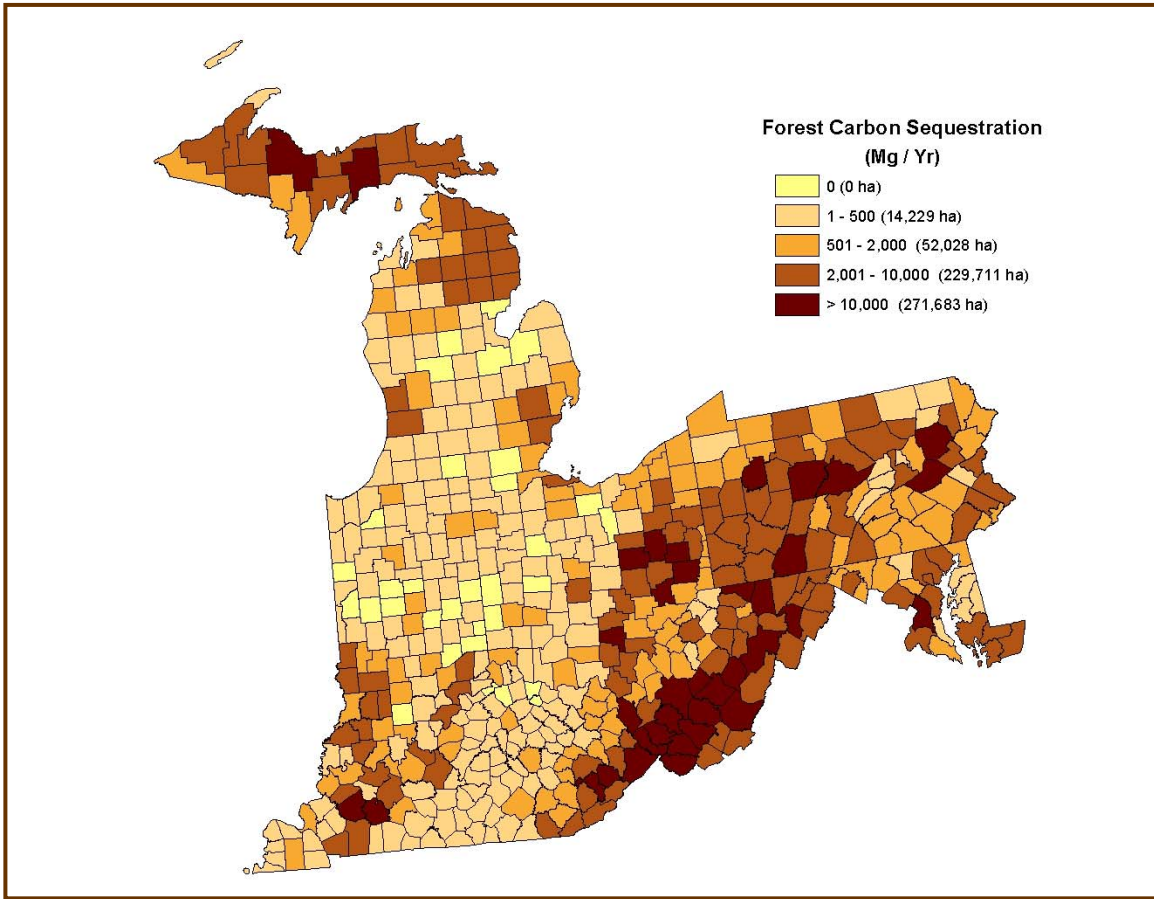 Forest Carbon Sequestration
(Mg / Yr)
0 (0 ha)
1 - 500 (14,229 ha)
501 - 2,000 (52,028 ha)
2,001 - 10,000 (229,711 ha)
> 10,000 (271,683 ha)